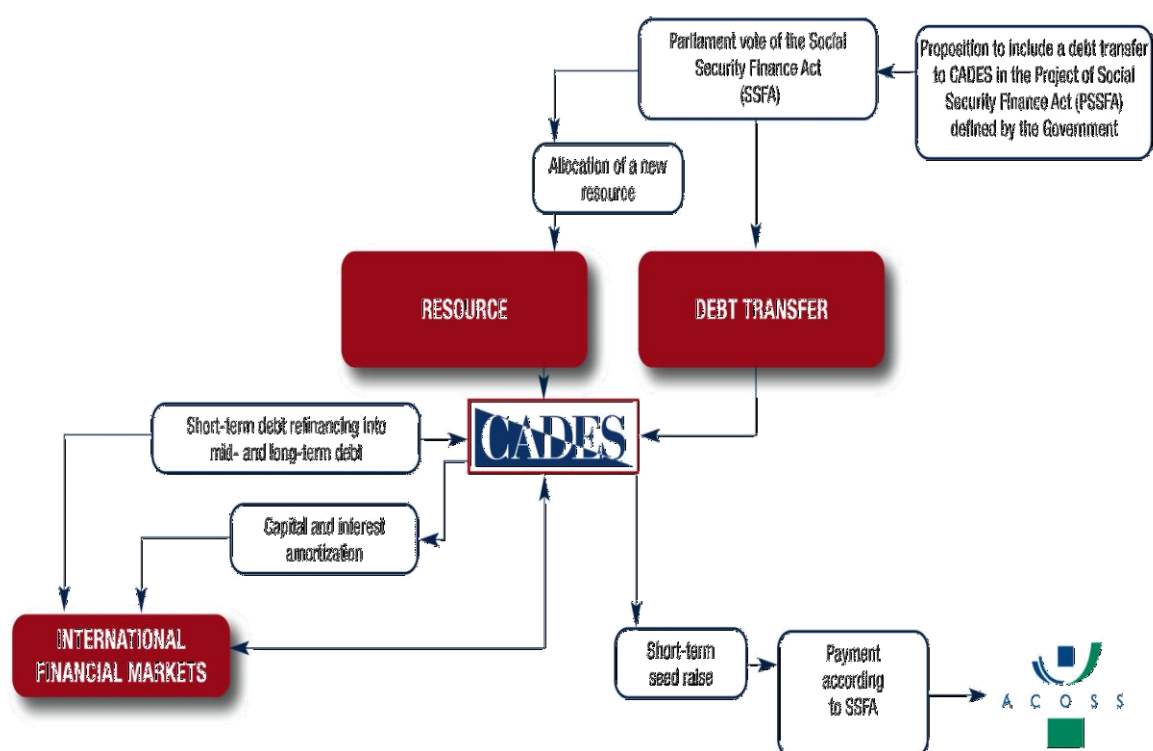 Parliament vote of the Social
Security Finance Act
(SSFA)
Proposition to include a debt transfer
to CADES in the Project of Social
Security Finance Act (PSSFA)
defined by the Government
Allocation of a new
resource
RESOURCE
DEBT TRANSFER
Short-term debt refinancing into
mid- and long-term debt
CADES
Capital and interest
amortization
INTERNATIONAL
FINANCIAL MARKETS
Short-term
seed raise
Payment
according
to SSFA
ACOSS